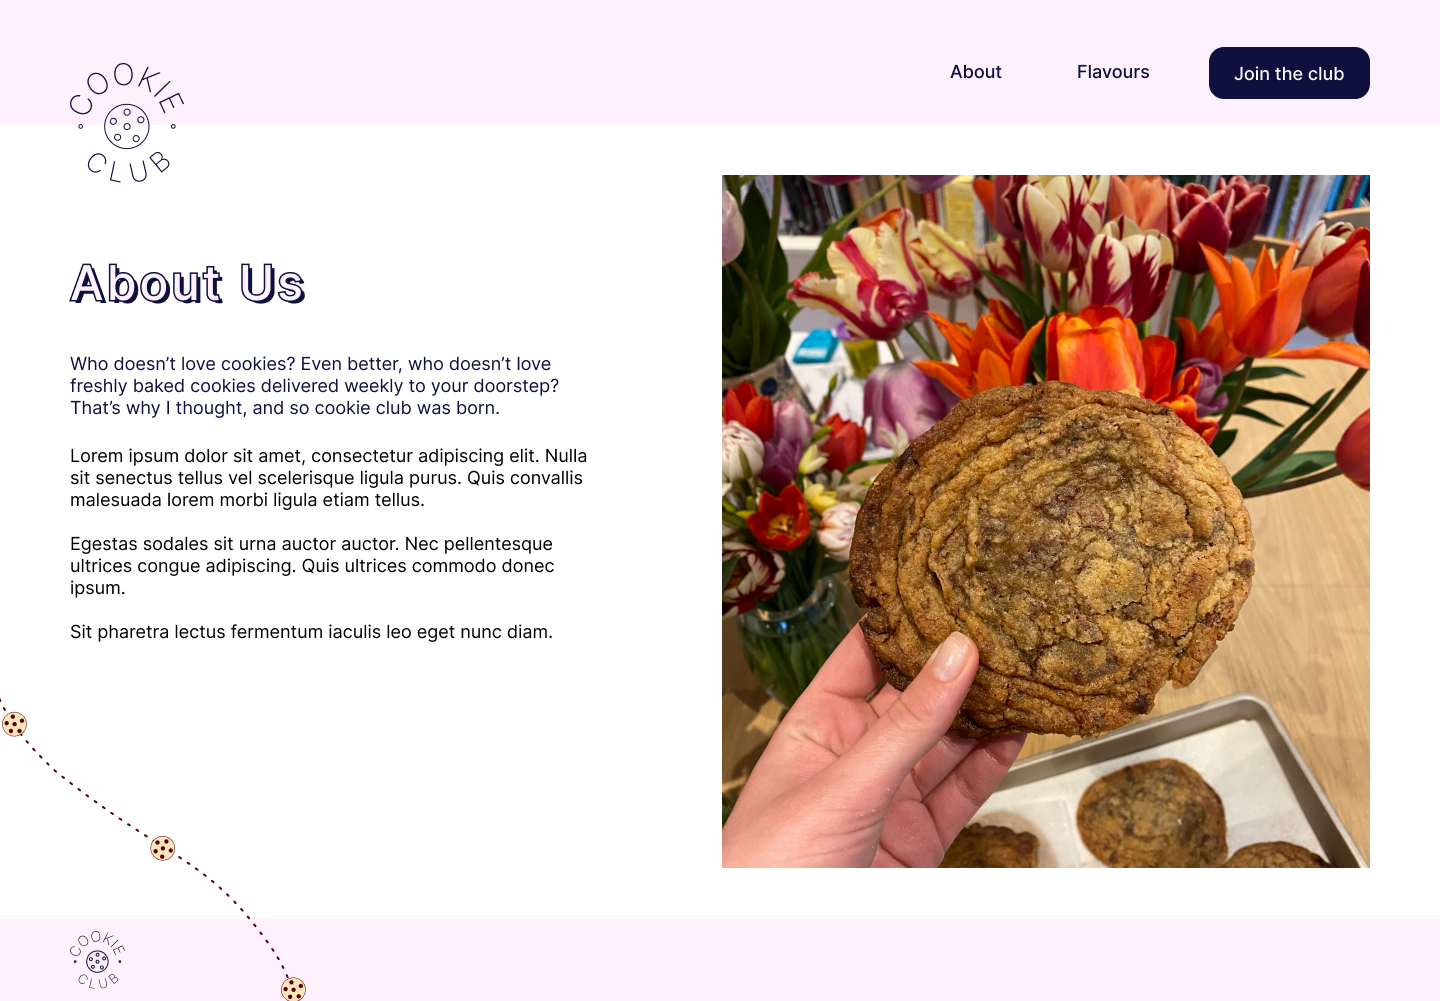 COOKIE
CLUB
About
Flavours
Join the club
About Us
Who doesn’t love cookies? Even better, who doesn’t love
freshly baked cookies delivered weekly to your doorstep?
That’s why I thought, and so cookie club was born.
Lorem ipsum dolor sit amet, consectetur adipiscing elit. Nulla
sit senectus tellus vel scelerisque ligula purus. Quis convallis
malesuada lorem morbi ligula etiam tellus.
Egestas sodales sit urna auctor auctor. Nec pellentesque
ultrices congue adipiscing. Quis ultrices commodo donec
ipsum.
Sit pharetra lectus fermentum iaculis leo eget nunc diam.
COOKIE
CLUB